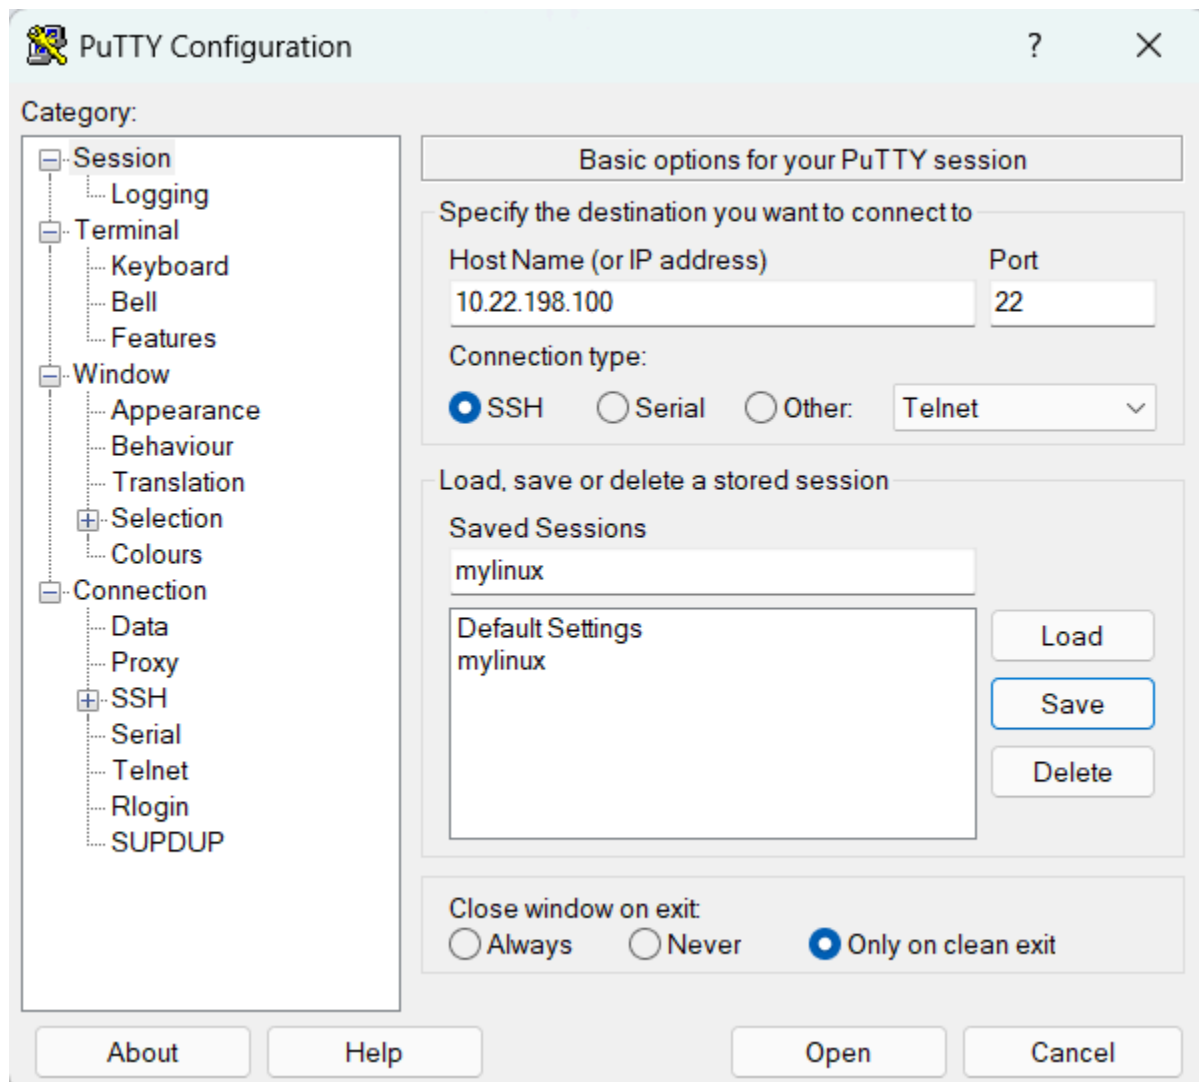 PuTTY Configuration
?
Category:
Session
Logging
Terminal
Keyboard
Bell
Features
Window
Appearance
Behaviour
Translation
Selection
Colours
Connection
Data
Proxy
SSH
Serial
Telnet
Rlogin
SUPDUP
Basic options for your PuTTY session
Specify the destination you want to connect to
Host Name (or IP address) Port
10.22.198.100 22
Connection type:
SSH Serial Other: Telnet
Load, save or delete a stored session
Saved Sessions
mylinux
Default Settings
mylinux
Load
Save
Delete
Close window on exit:
Always Never Only on clean exit
About Help Open Cancel